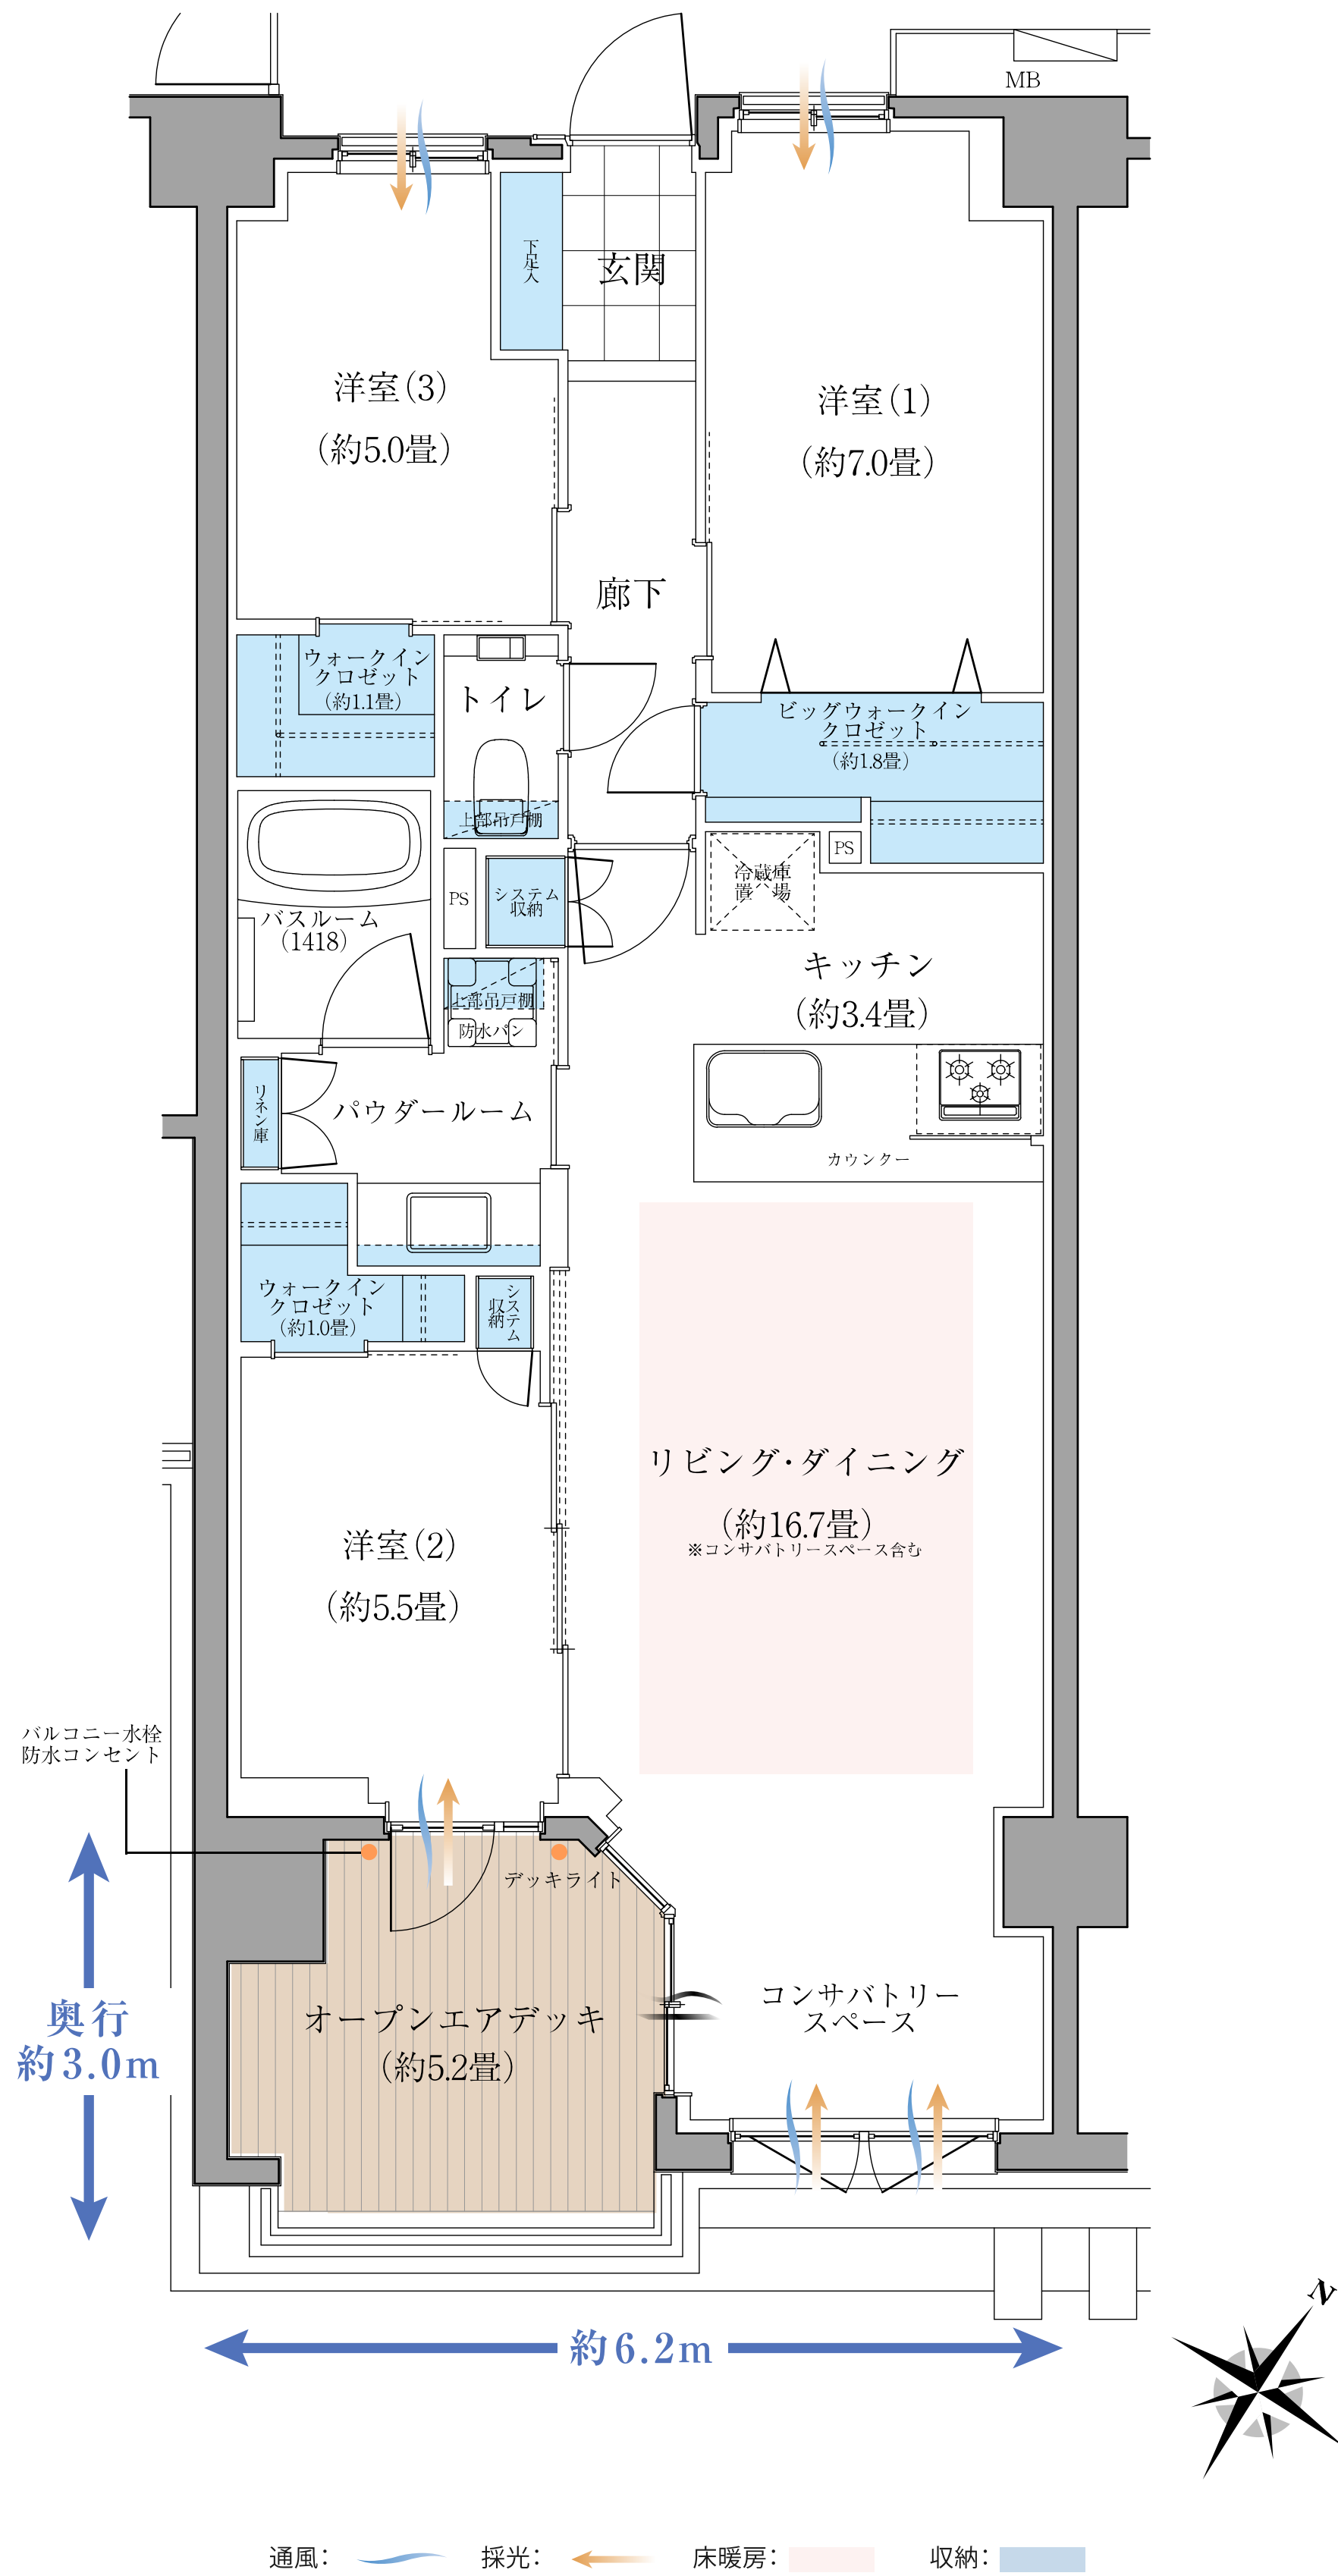 MB
下足入
玄関
洋室(3)
(約5.0畳)
洋室(1)
(約7.0畳)
廊下
ウォークイン
クロゼット
(約1.1畳)
トイレ
上部吊戸棚
ビッグウォークイン
クロゼット
(約1.8畳)
PS
冷蔵庫
置 場
PS
システム
収納
バスルーム
(1418)
キッチン
(約3.4畳)
上部吊戸棚
防水パン
リネン庫
パウダールーム
カウンター
ウォークイン
クロゼット
(約1.0畳)
システム
収納
リビング・ダイニング
(約16.7畳)
※コンサバトリースペース含む
洋室(2)
(約5.5畳)
バルコニー水栓
防水コンセント
デッキライト
オープンエアデッキ
(約5.2畳)
コンサバトリー
スペース
奥行
約3.0m
約6.2m
N
通風:
採光:
床暖房:
収納: